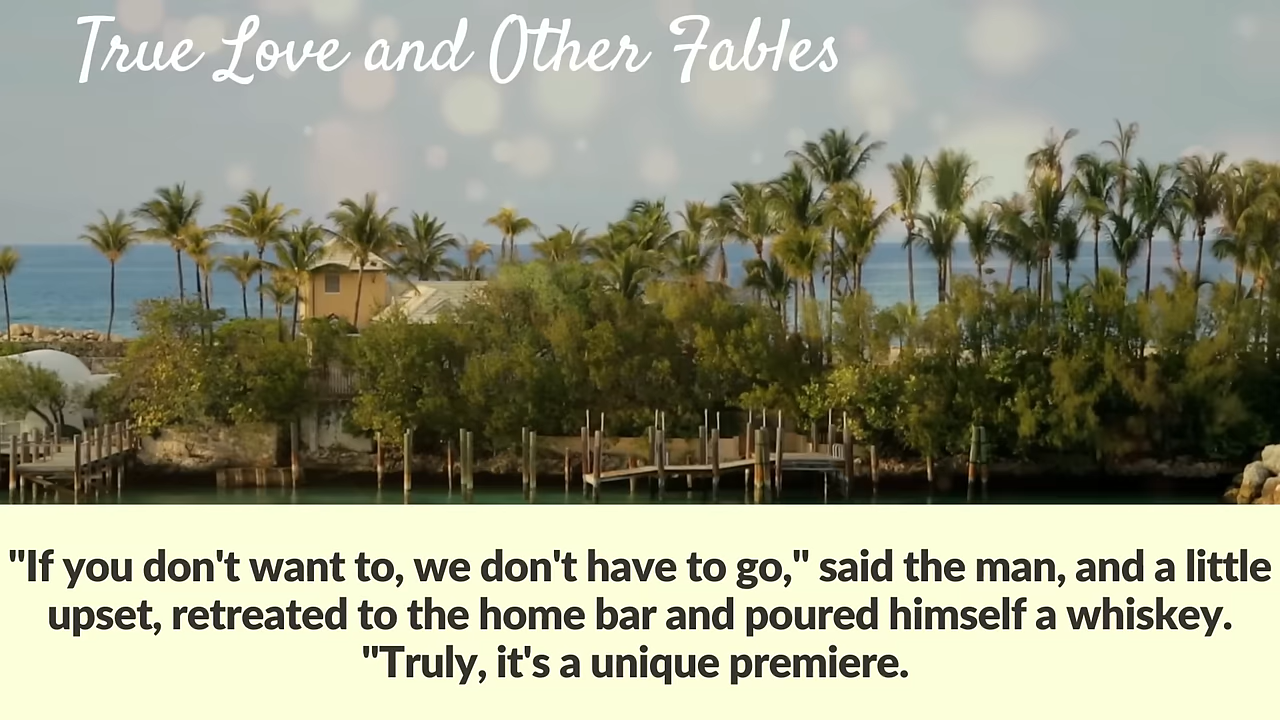 True Love and Other Fables
"If you don't want to, we don't have to go," said the man, and a little
upset, retreated to the home bar and poured himself a whiskey.
"Truly, it's a unique premiere.